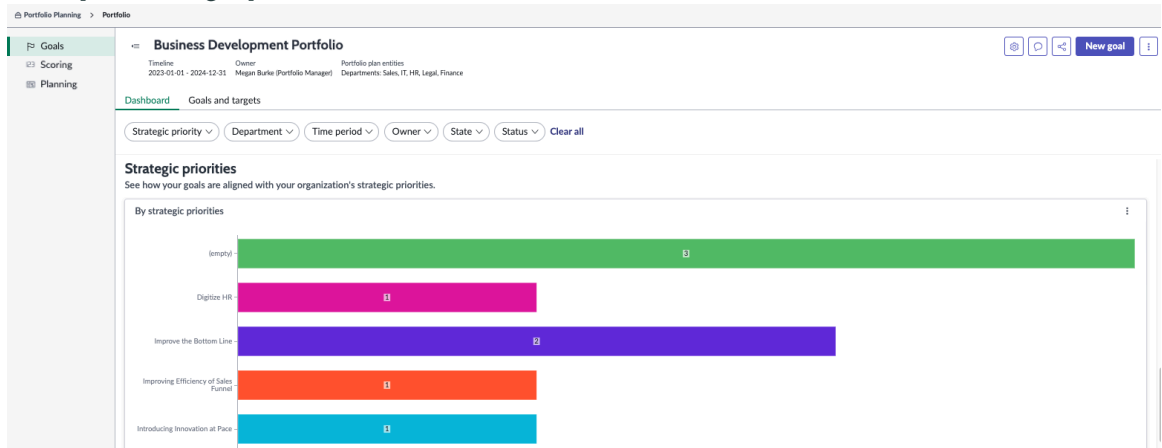 Portfolio Planning > Portfolio
Goals
Scoring
Planning
Business Development Portfolio
Timeline Owner Portfolio plan entities
2023-01-01 - 2024-12-31 Megan Burke (Portfolio Manager) Departments: Sales, IT, HR, Legal, Finance
New goal
Dashboard Goals and targets
Strategic priority Department Time period Owner State Status Clear all
Strategic priorities
See how your goals are aligned with your organization's strategic priorities.
By strategic priorities
(empty) 3
Digitize HR 1
Improve the Bottom Line 2
Improving Efficiency of Sales
Funnel 1
Introducing Innovation at Pace 1